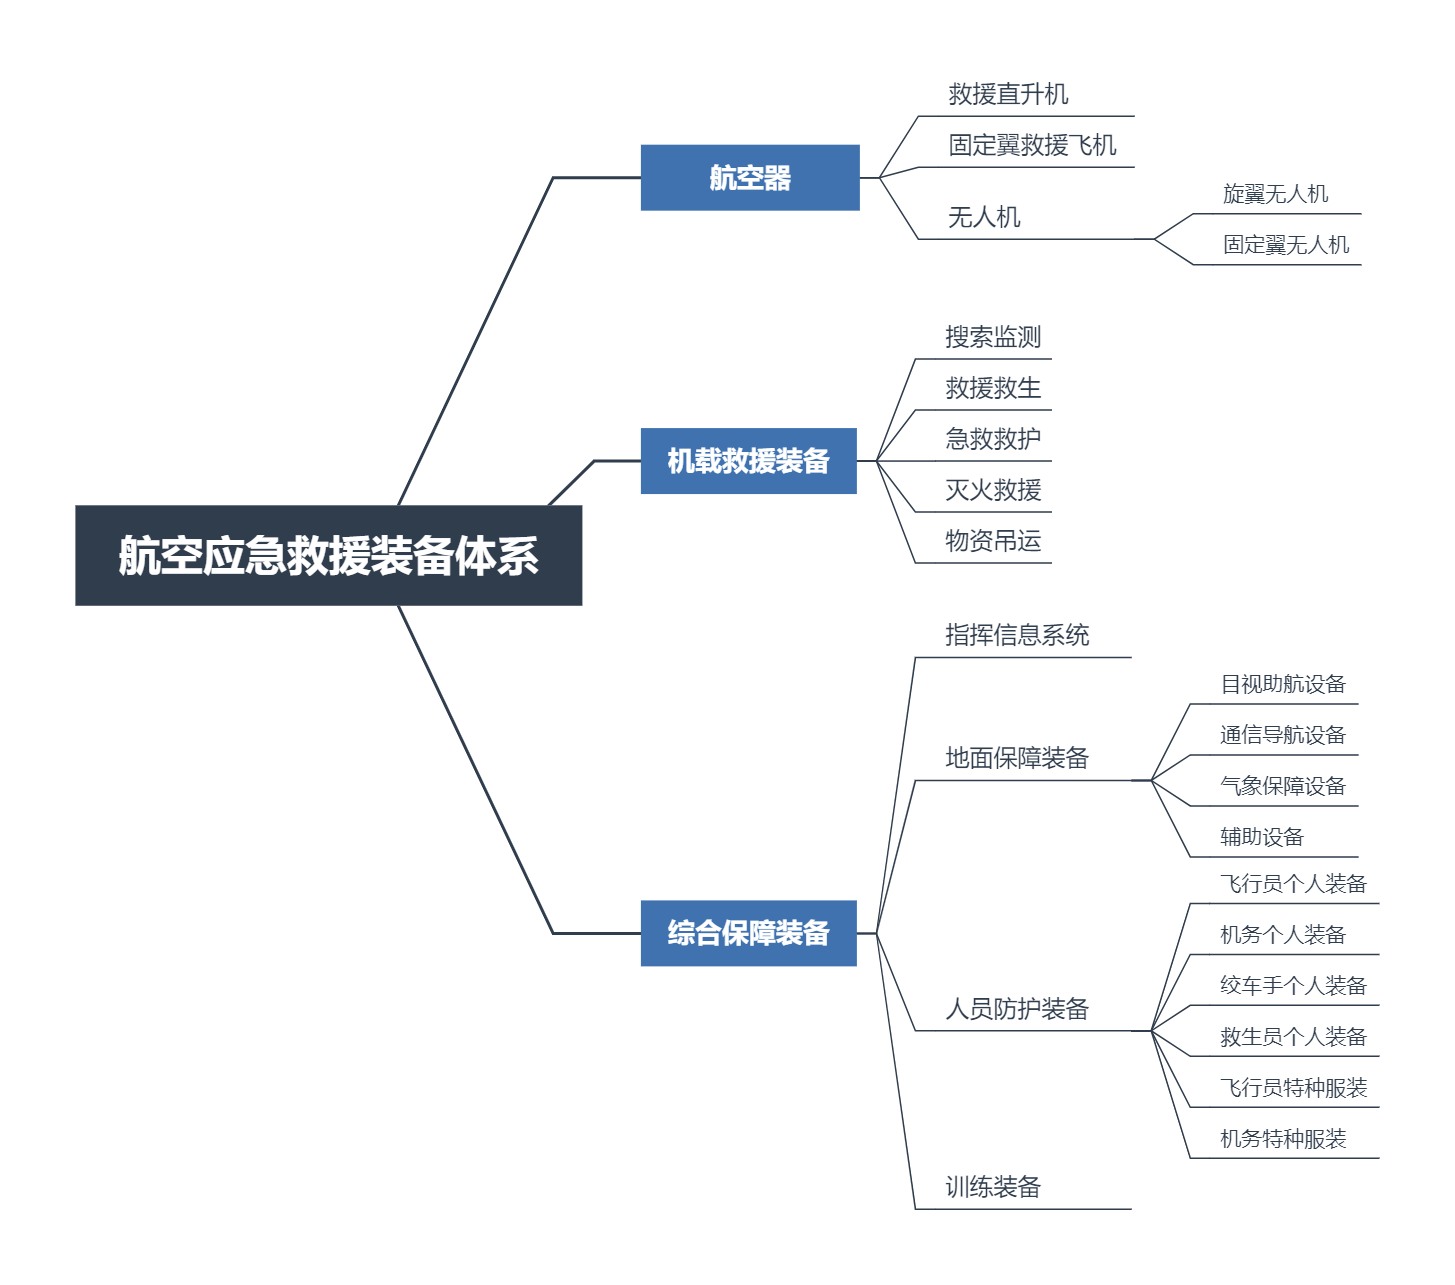 航空应急救援装备体系
航空器
救援直升机
固定翼救援飞机
无人机
旋翼无人机
固定翼无人机
机载救援装备
搜索监测
救援救生
急救救护
灭火救援
物资吊运
综合保障装备
指挥信息系统
地面保障装备
目视助航设备
通信导航设备
气象保障设备
辅助设备
人员防护装备
飞行员个人装备
机务个人装备
绞车手个人装备
救生员个人装备
飞行员特种服装
机务特种服装
训练装备